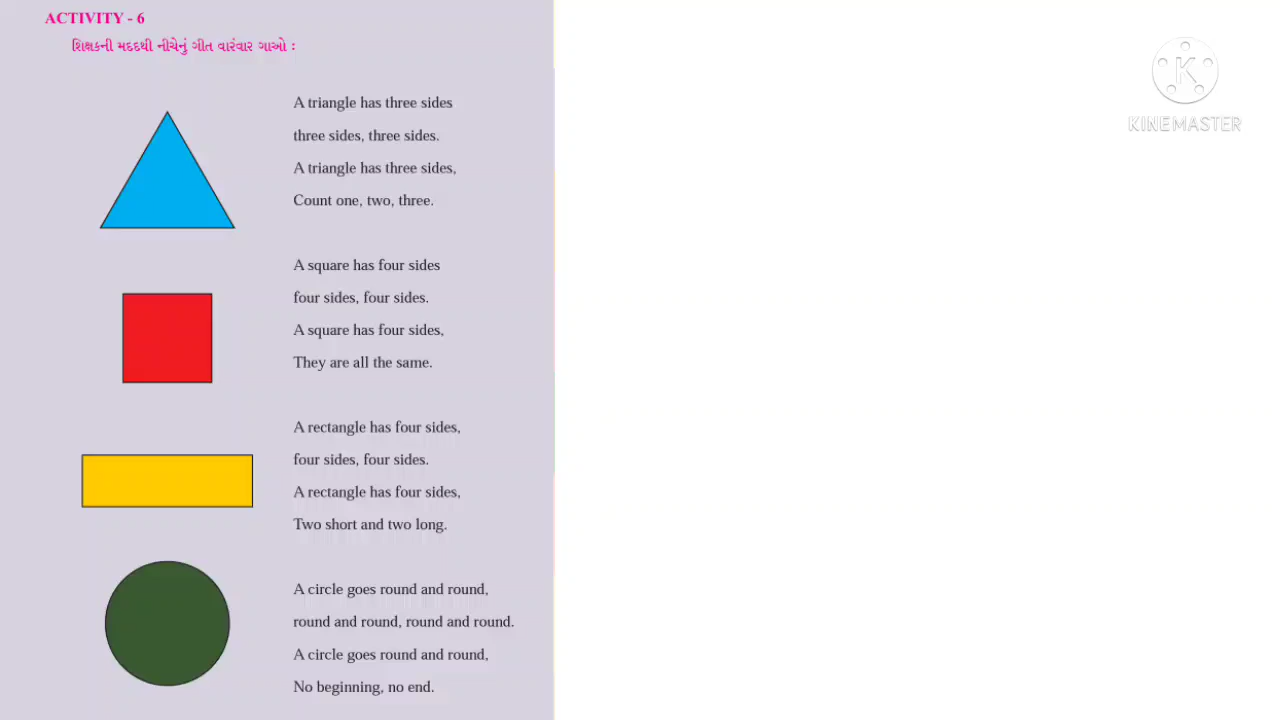 ACTIVITY - 6
શિક્ષકની મદદથી નીચેનું ગીત વારંવાર ગાઓ :
A triangle has three sides
three sides, three sides.
A triangle has three sides,
Count one, two, three.
A square has four sides
four sides, four sides.
A square has four sides,
They are all the same.
A rectangle has four sides,
four sides, four sides.
A rectangle has four sides,
Two short and two long.
A circle goes round and round,
round and round, round and round.
A circle goes round and round,
No beginning, no end.
K
KINEMASTER